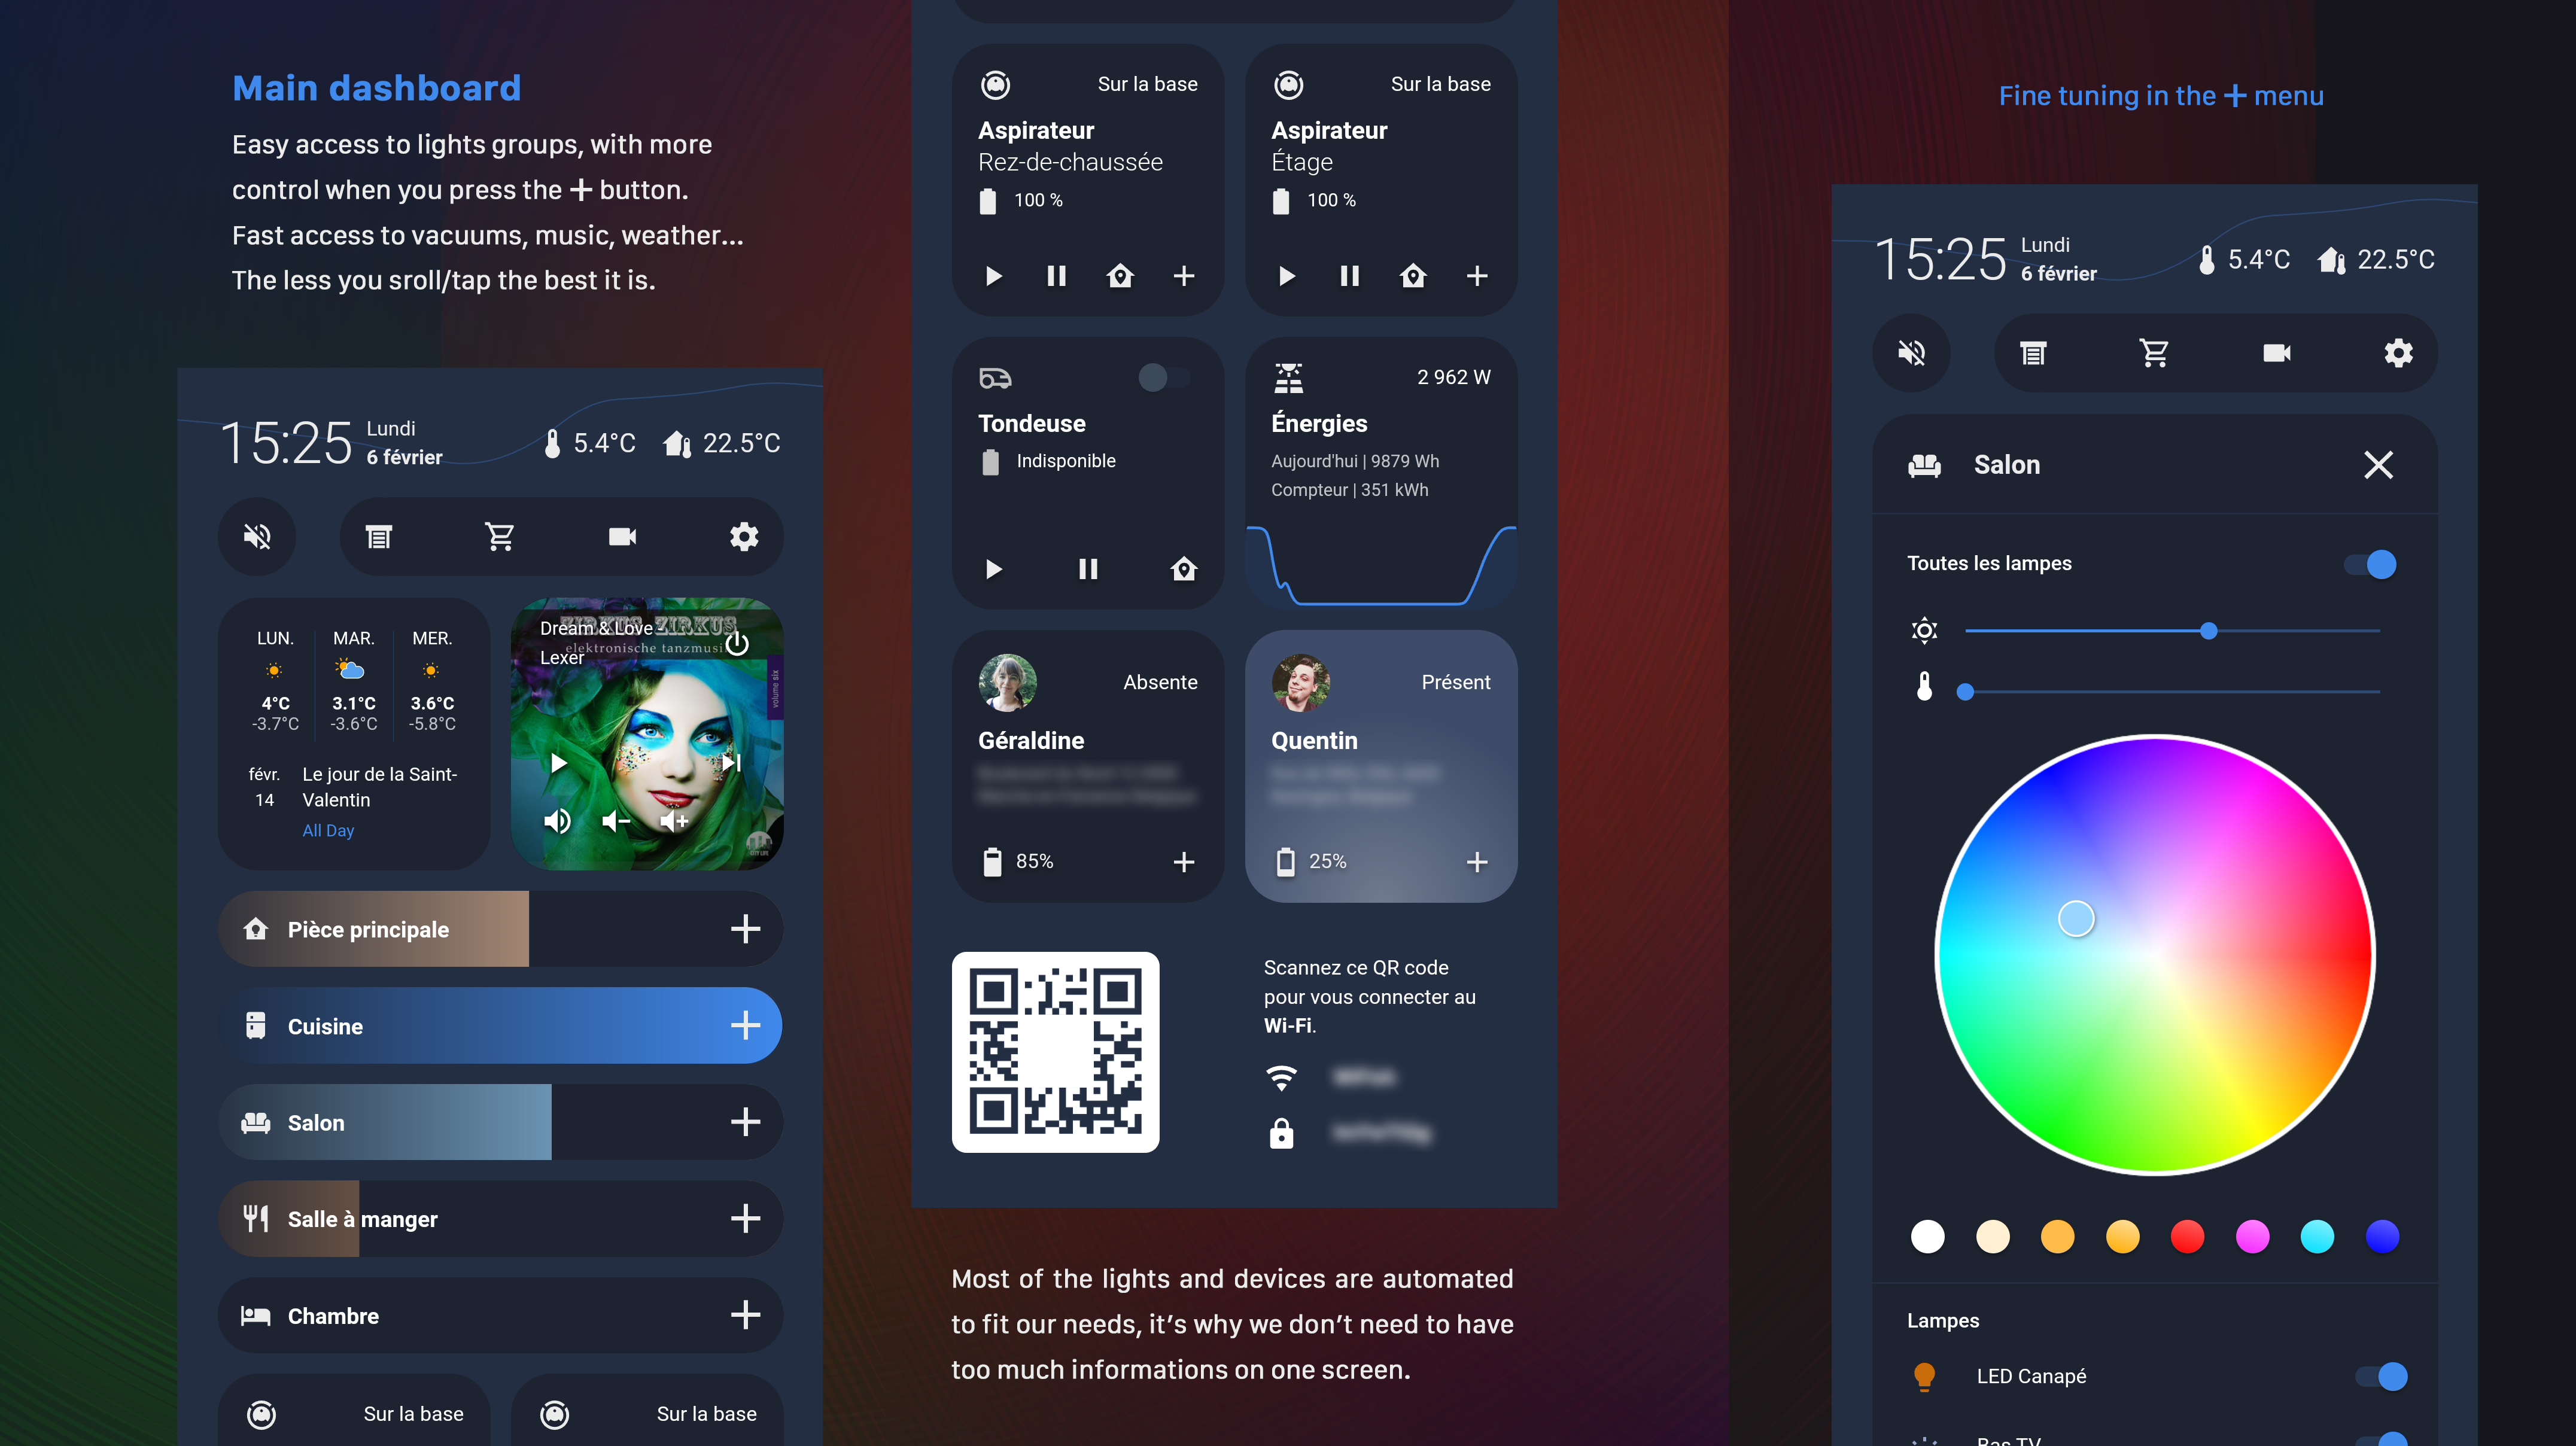 Main dashboard
Easy access to lights groups, with more
control when you press the + button.
Fast access to vacuums, music, weather...
The less you sroll/tap the best it is.
15:25
Lundi
6 février
5.4°C
22.5°C
LUN.
MAR.
MER.
4°C
3.1°C
3.6°C
-3.7°C
-3.6°C
-5.8°C
févr.
14
Le jour de la Saint-
Valentin
All Day
Dream & Love -
Lexer
ZIRKUS ZIRKUS
elektronische tanzmusi
volume six
Pièce principale
Cuisine
Salon
Salle à manger
Chambre
Sur la base
Sur la base
Sur la base
Aspirateur
Rez-de-chaussée
100 %
Sur la base
Aspirateur
Étage
100 %
Tondeuse
Indisponible
2 962 W
Énergies
Aujourd'hui | 9879 Wh
Compteur | 351 kWh
Absente
Géraldine
85%
Présent
Quentin
25%
Scannez ce QR code
pour vous connecter au
Wi-Fi.
Most of the lights and devices are automated
to fit our needs, it’s why we don’t need to have
too much informations on one screen.
Fine tuning in the + menu
15:25
Lundi
6 février
5.4°C
22.5°C
Salon
Toutes les lampes
Lampes
LED Canapé
Bas TV